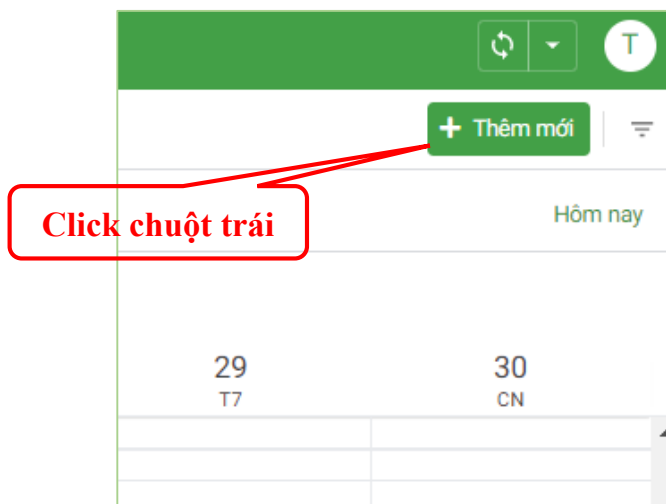 T
+ Thêm mới
Click chuột trái
Hôm nay
29 30
T7 CN